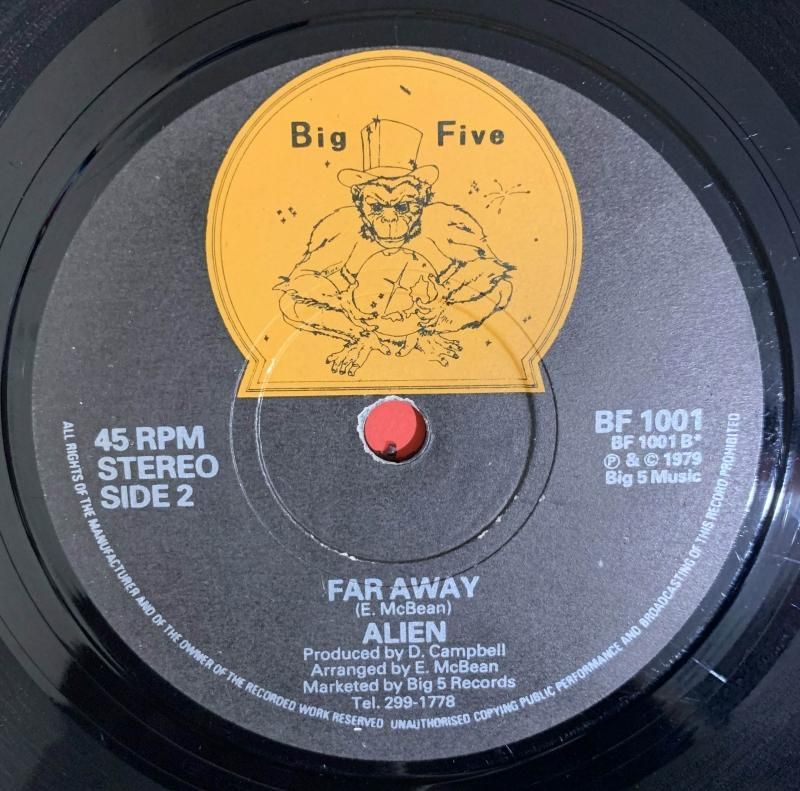 Big Five
45 RPM
STEREO
SIDE 2
BF 1001
BF 1001 B*
℗ & © 1979
Big 5 Music
FAR AWAY
(E. McBean)
ALIEN
Produced by D. Campbell
Arranged by E. McBean
Marketed by Big 5 Records
Tel. 299-1778
ALL RIGHTS OF THE MANUFACTURER AND OF THE OWNER OF THE RECORDED WORK RESERVED UNAUTHORISED COPYING PUBLIC PERFORMANCE AND BROADCASTING OF THIS RECORD PROHIBITED